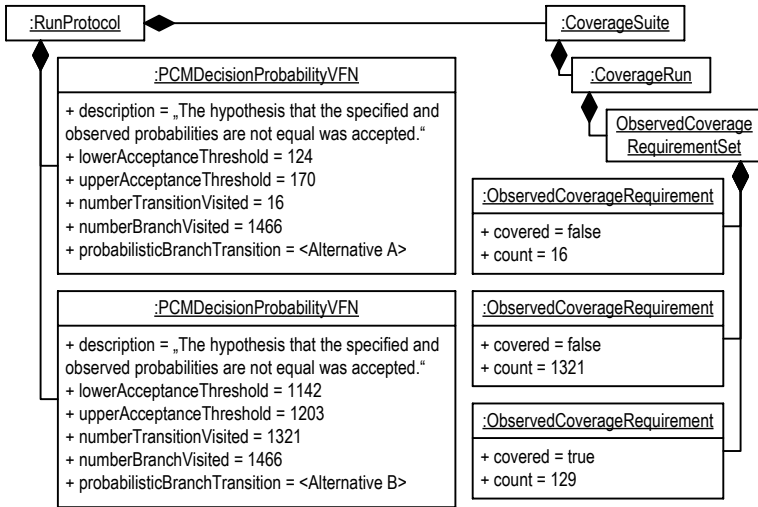 :RunProtocol
:CoverageSuite
:CoverageRun
ObservedCoverage
RequirementSet
:PCMDecisionProbabilityVFN
+ description = „The hypothesis that the specified and
observed probabilities are not equal was accepted.“
+ lowerAcceptanceThreshold = 124
+ upperAcceptanceThreshold = 170
+ numberTransitionVisited = 16
+ numberBranchVisited = 1466
+ probabilisticBranchTransition = <Alternative A>
:PCMDecisionProbabilityVFN
+ description = „The hypothesis that the specified and
observed probabilities are not equal was accepted.“
+ lowerAcceptanceThreshold = 1142
+ upperAcceptanceThreshold = 1203
+ numberTransitionVisited = 1321
+ numberBranchVisited = 1466
+ probabilisticBranchTransition = <Alternative B>
:ObservedCoverageRequirement
+ covered = false
+ count = 16
:ObservedCoverageRequirement
+ covered = false
+ count = 1321
:ObservedCoverageRequirement
+ covered = true
+ count = 129